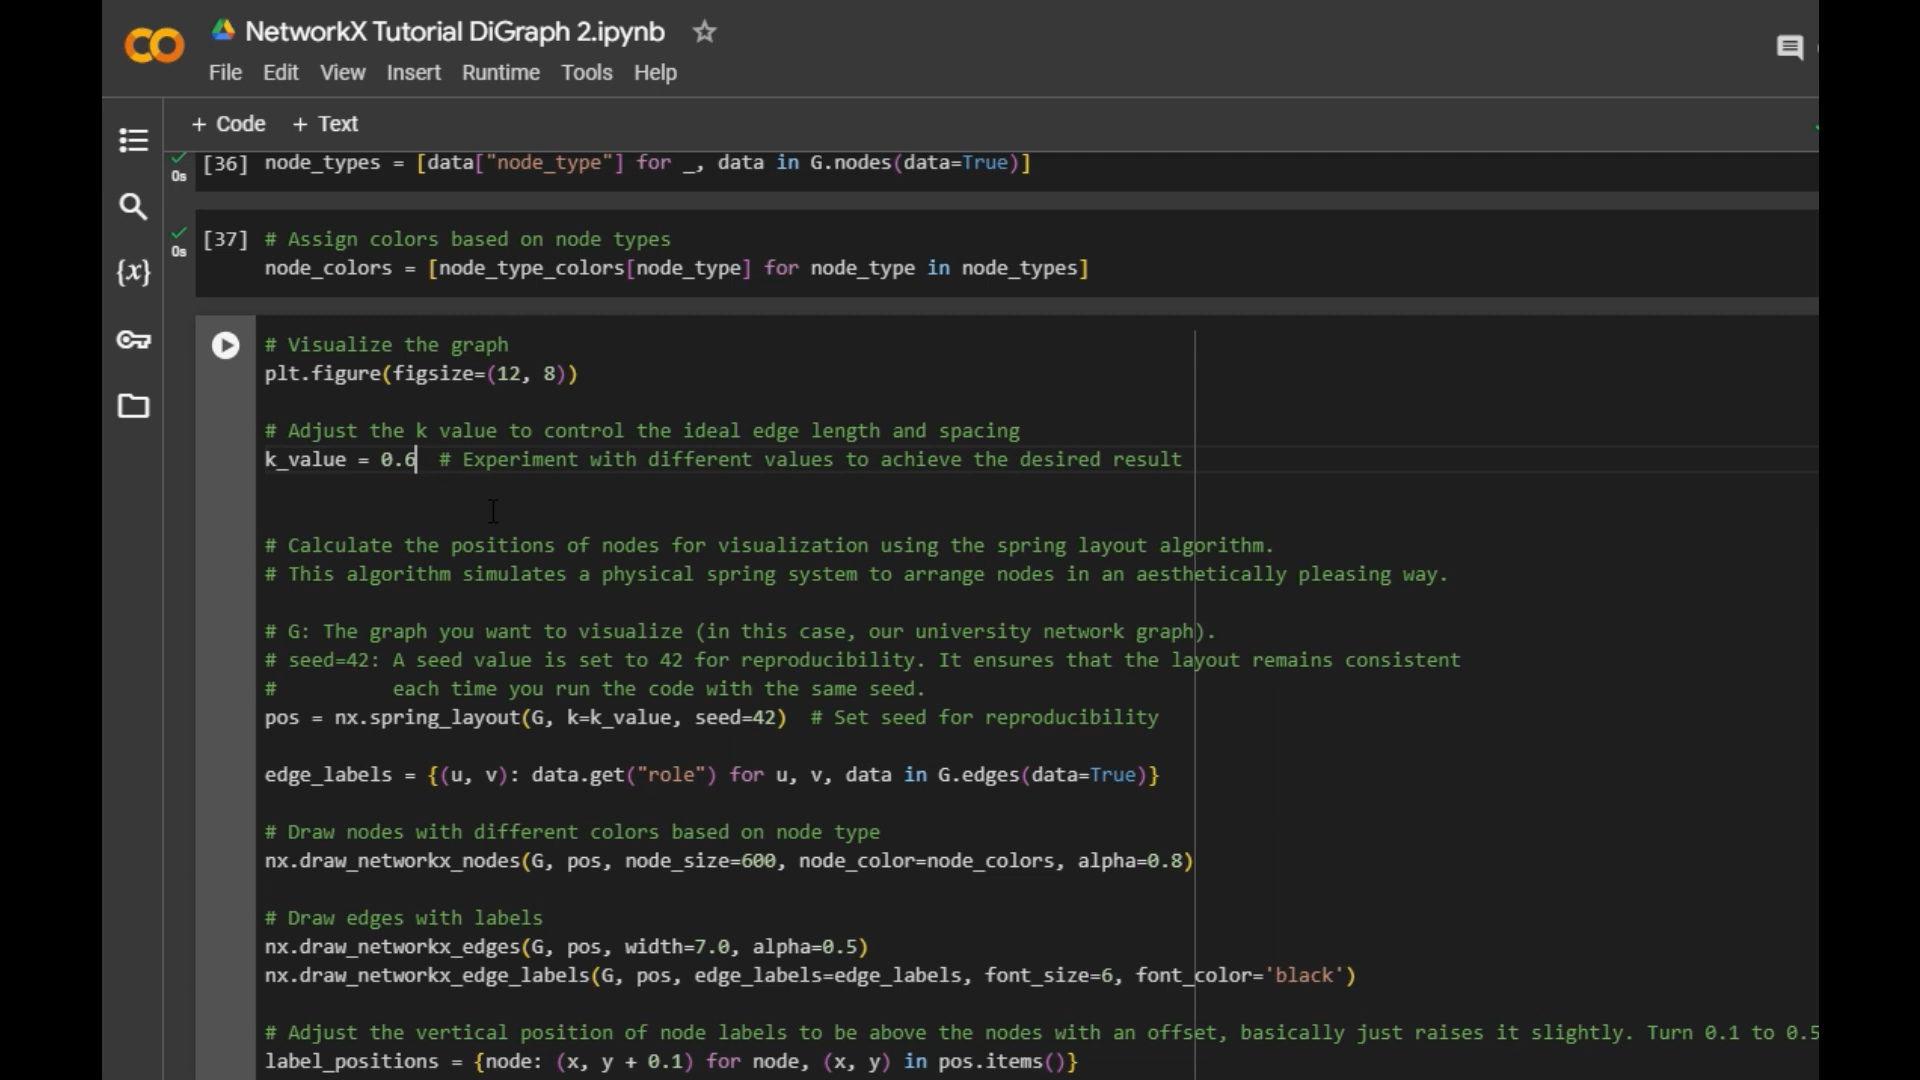 NetworkX Tutorial DiGraph 2.ipynb
File Edit View Insert Runtime Tools Help
+ Code + Text
[36] node_types = [data["node_type"] for _, data in G.nodes(data=True)]
0s
[37] # Assign colors based on node types
0s
node_colors = [node_type_colors[node_type] for node_type in node_types]
{x}
# Visualize the graph
plt.figure(figsize=(12, 8))
# Adjust the k value to control the ideal edge length and spacing
k_value = 0.6 # Experiment with different values to achieve the desired result
# Calculate the positions of nodes for visualization using the spring layout algorithm.
# This algorithm simulates a physical spring system to arrange nodes in an aesthetically pleasing way.
# G: The graph you want to visualize (in this case, our university network graph).
# seed=42: A seed value is set to 42 for reproducibility. It ensures that the layout remains consistent
# each time you run the code with the same seed.
pos = nx.spring_layout(G, k=k_value, seed=42) # Set seed for reproducibility
edge_labels = {(u, v): data.get("role") for u, v, data in G.edges(data=True)}
# Draw nodes with different colors based on node type
nx.draw_networkx_nodes(G, pos, node_size=600, node_color=node_colors, alpha=0.8)
# Draw edges with labels
nx.draw_networkx_edges(G, pos, width=7.0, alpha=0.5)
nx.draw_networkx_edge_labels(G, pos, edge_labels=edge_labels, font_size=6, font_color='black')
# Adjust the vertical position of node labels to be above the nodes with an offset, basically just raises it slightly. Turn 0.1 to 0.5
label_positions = {node: (x, y + 0.1) for node, (x, y) in pos.items()}